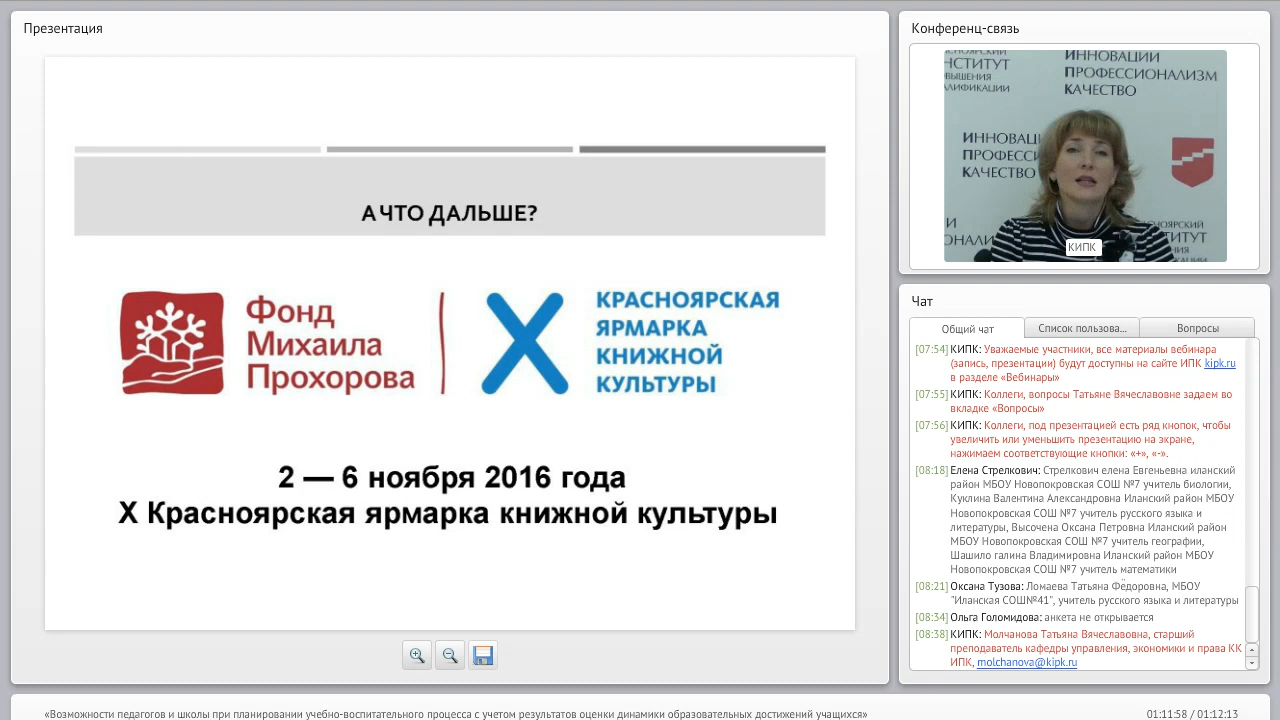 Презентация
А ЧТО ДАЛЬШЕ?
Фонд
Михаила
Прохорова
КРАСНОЯРСКАЯ
ЯРМАРКА
КНИЖНОЙ
КУЛЬТУРЫ
2 — 6 ноября 2016 года
X Красноярская ярмарка книжной культуры
Конференц-связь
НСТИТУТ
ИННОВАЦИИ
ПРОФЕССИОНАЛИЗМ
КАЧЕСТВО
КАЧЕСТВО
КИПК
Чат
Общий чат
Список пользова...
Вопросы
[07:54] КИПК: Уважаемые участники, все материалы вебинара
(запись, презентации) будут доступны на сайте ИПК kipk.ru
в разделе «Вебинары»
[07:55] КИПК: Коллеги, вопросы Татьяне Вячеславовне задаем во
вкладке «Вопросы»
[07:56] КИПК: Коллеги, под презентацией есть ряд кнопок, чтобы
увеличить или уменьшить презентацию на экране,
нажимаем соответствующие кнопки: «+», «-».
[08:18] Елена Стрелкович: Стрелкович елена Евгеньевна иланский
район МБОУ Новопокровская СОШ №7 учитель биологии,
Куклина Валентина Александровна Иланский район МБОУ
Новопокровская СОШ №7 учитель русского языка и
литературы, Высочена Оксана Петровна Иланский район
МБОУ Новопокровская СОШ №7 учитель географии,
Шашило галина Владимировна Иланский район МБОУ
Новопокровская СОШ №7 учитель математики
[08:21] Оксана Тузова: Ломаева Татьяна Фёдоровна, МБОУ
"Иланская СОШ№41", учитель русского языка и литературы
[08:34] Ольга Голомидова: анкета не открывается
[08:38] КИПК: Молчанова Татьяна Вячеславовна, старший
преподаватель кафедры управления, экономики и права КК
ИПК, molchanova@kipk.ru
«Возможности педагогов и школы при планировании учебно-воспитательного процесса с учетом результатов оценки динамики образовательных достижений учащихся»
01:11:58 / 01:12:13